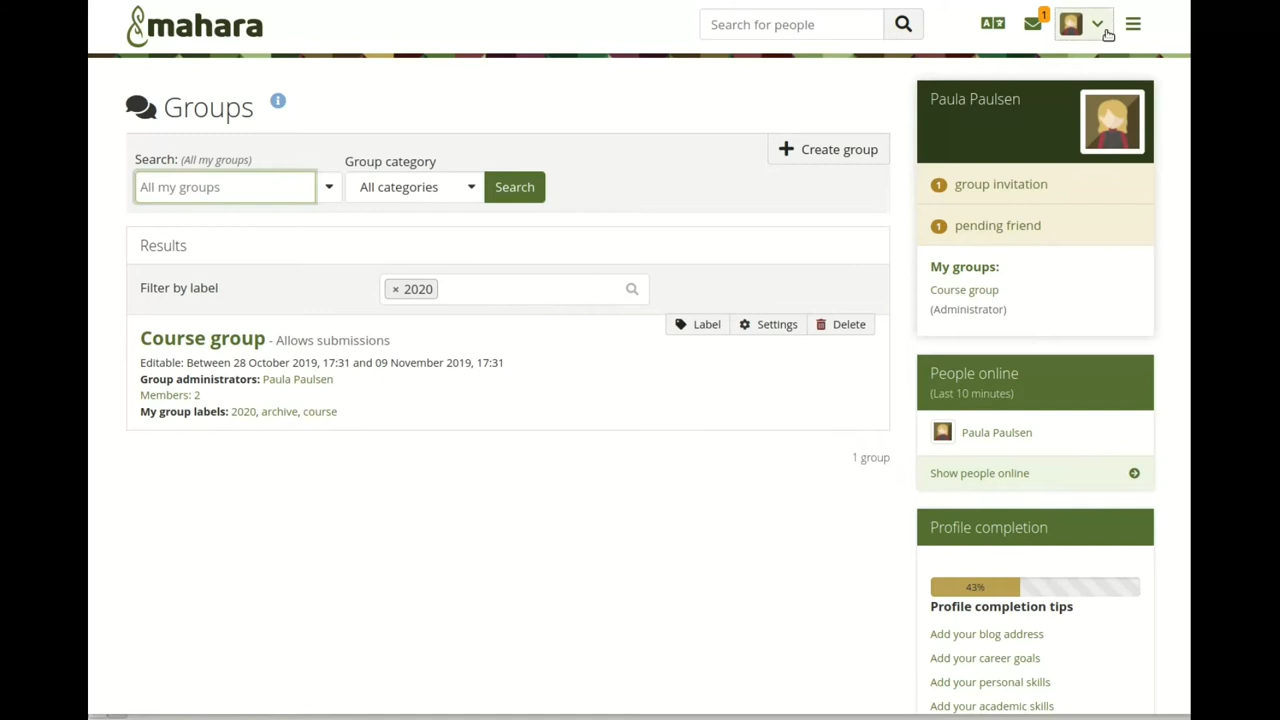 mahara
Search for people
1
Groups
Search: (All my groups)
All my groups
Group category
All categories
Search
Create group
Results
Filter by label
× 2020
Label
Settings
Delete
Course group - Allows submissions
Editable: Between 28 October 2019, 17:31 and 09 November 2019, 17:31
Group administrators: Paula Paulsen
Members: 2
My group labels: 2020, archive, course
1 group
Paula Paulsen
1 group invitation
1 pending friend
My groups:
Course group
(Administrator)
People online
(Last 10 minutes)
Paula Paulsen
Show people online
Profile completion
43%
Profile completion tips
Add your blog address
Add your career goals
Add your personal skills
Add your academic skills